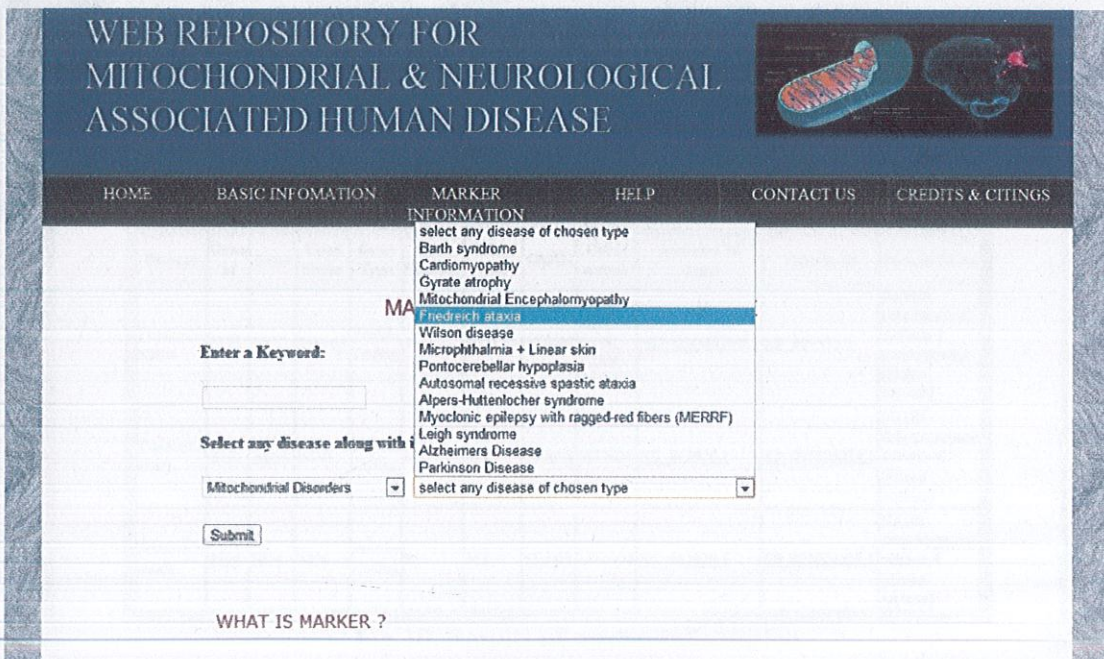 WEB REPOSITORY FOR
MITOCHONDRIAL & NEUROLOGICAL
ASSOCIATED HUMAN DISEASE
HOME BASIC INFOMATION MARKER INFORMATION HELP CONTACT US CREDITS & CITINGS
select any disease of chosen type
Barth syndrome
Cardiomyopathy
Gyrate atrophy
Mitochondrial Encephalomyopathy
MA
Friedreich ataxia
Wilson disease
Enter a Keyword:
Microphthalmia + Linear skin
Pontocerebellar hypoplasia
Autosomal recessive spastic ataxia
Alpers-Huttenlocher syndrome
Myoclonic epilepsy with ragged-red fibers (MERRF)
Select any disease along with i
Leigh syndrome
Alzheimers Disease
Parkinson Disease
Mitochondrial Disorders select any disease of chosen type
Submit
WHAT IS MARKER ?